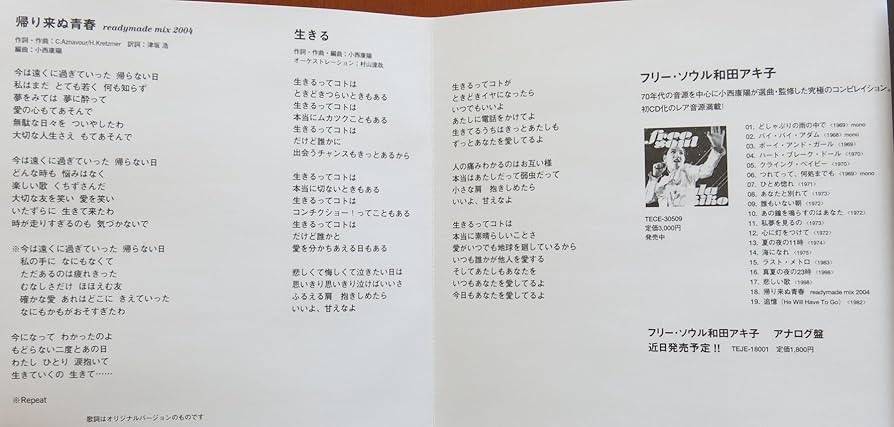 帰り来ぬ青春 readymade mix 2004
作詞・作曲：C.Aznavour/H.Kretzmer 訳詞：津坂 浩
編曲：小西康陽
今は遠くに過ぎていった 帰らない日
私はまだ とても若く 何も知らず
夢をみては 夢に酔って
愛の心もてあそんで
無駄な日々を ついやしたわ
大切な人生さえ もてあそんで
今は遠くに過ぎていった 帰らない日
どんな時も 悩みはなく
楽しい歌 くちずさんだ
大切な友を笑い 愛を笑い
いたずらに 生きて来たわ
時が走りすぎるのも 気づかないで
※今は遠くに過ぎていった 帰らない日
私の手に なにもなくて
ただあるのは疲れきった
むなしさだけ ほほえむ友
確かな愛 あれはどこに きえていった
なにもかもがおそすぎたわ
今になって わかったのよ
もどらない二度とあの日
わたし ひとり 涙抱いて
生きていくの 生きて……
※Repeat
歌詞はオリジナルバージョンのものです
生きる
作詞・作曲・編曲：小西康陽
オーケストレーション：村山達哉
生きるってコトは
ときどきつらいときもある
生きるってコトは
本当にムカツクこともある
生きるってコトは
だけど誰かに
出会うチャンスもきっとあるから
生きるってコトは
本当に切ないときもある
生きるってコトは
コンチクショー！ってこともある
生きるってコトは
だけど誰かと
愛を分かちあえる日もある
悲しくて悔しくて泣きたい日は
思いきり思いきり泣けばいいさ
ふるえる肩 抱きしめたら
いいよ、甘えなよ
生きるってコトが
ときどきイヤになったら
いつでもいいよ
あたしに電話をかけてよ
生きてるうちはきっとあたしも
ずっとあなたを愛してるよ
人の痛みわかるのはお互い様
本当はあたしだって弱虫だって
小さな肩 抱きしめたら
いいよ、甘えなよ
生きるってコトは
本当に素晴らしいことさ
愛がいつでも地球を廻しているから
いつも誰かが他人を愛する
そしてあたしもあなたを
いつもあなたを愛してるよ
今日もあなたを愛してるよ
フリー・ソウル和田アキ子
70年代の音源を中心に小西康陽が選曲・監修した究極のコンピレイション。
初CD化のレア音源満載！
free soul
TECE-30509
定価3,000円
発売中
01. どしゃぶりの雨の中で（1969）mono
02. バイ・バイ・アダム（1968）mono
03. ボーイ・アンド・ガール（1969）
04. ハート・ブレーク・ドール（1970）
05. クライング・ベイビー（1970）
06. つれてって、何処までも（1969）mono
07. ひとめ惚れ（1971）
08. あなたと別れて（1973）
09. 誰もいない朝（1972）
10. あの鐘を鳴らすのはあなた（1972）
11. 私夢を見るの（1973）
12. 心に灯をつけて（1972）
13. 夏の夜の11時（1974）
14. 海になれ（1975）
15. ラスト・メトロ（1983）
16. 真夏の夜の23時（1998）
17. 悲しい歌（1998）
18. 帰り来ぬ青春 readymade mix 2004
19. 追憶（He Will Have To Go）（1982）
フリー・ソウル和田アキ子 アナログ盤
近日発売予定!! TEJE-18001 定価1,800円